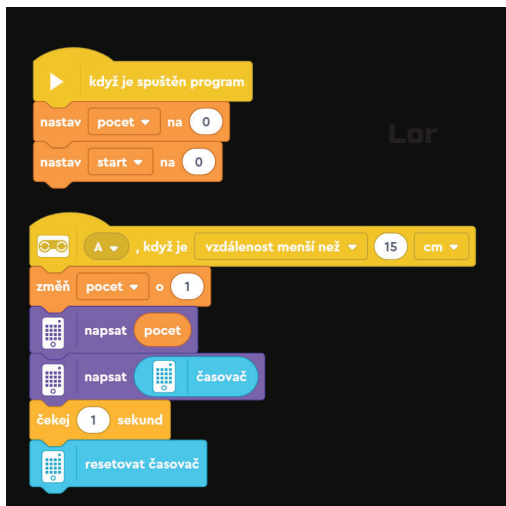 když je spuštěn program
nastav pocet na 0
nastav start na 0
Lor
A , když je vzdálenost menší než 15 cm
změň pocet o 1
napsat pocet
napsat časovač
čekej 1 sekund
resetovat časovač